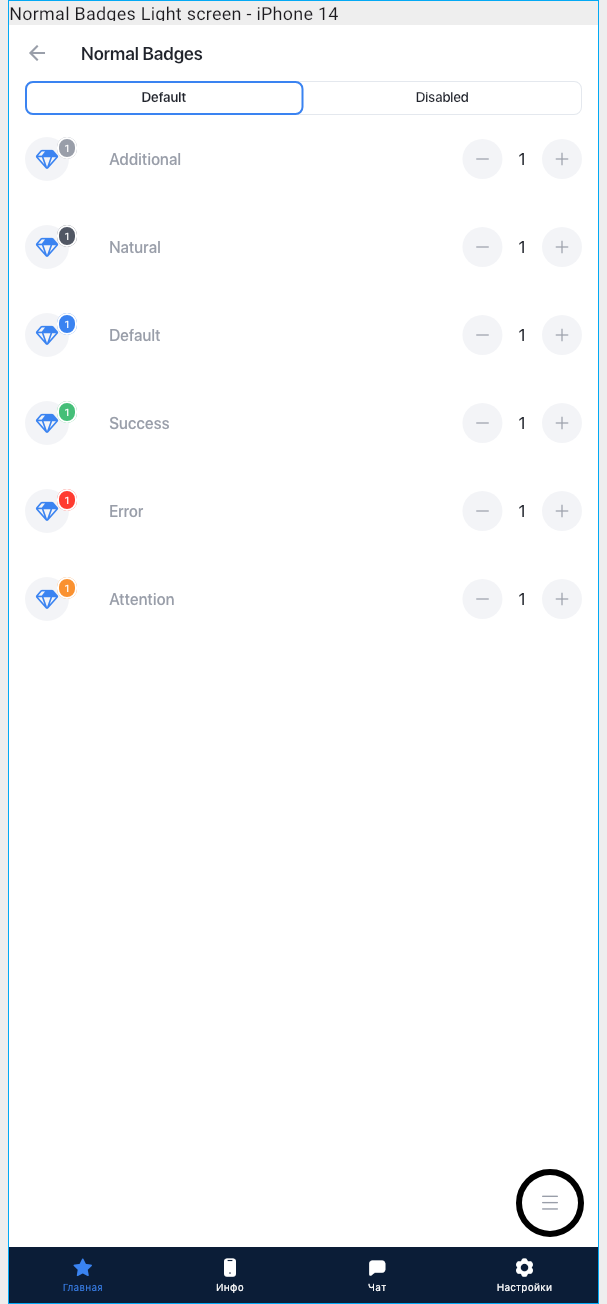 Normal Badges Light screen - iPhone 14
Normal Badges
Default Disabled
1 Additional 1
1 Natural 1
1 Default 1
1 Success 1
1 Error 1
1 Attention 1
Главная Инфо Чат Настройки